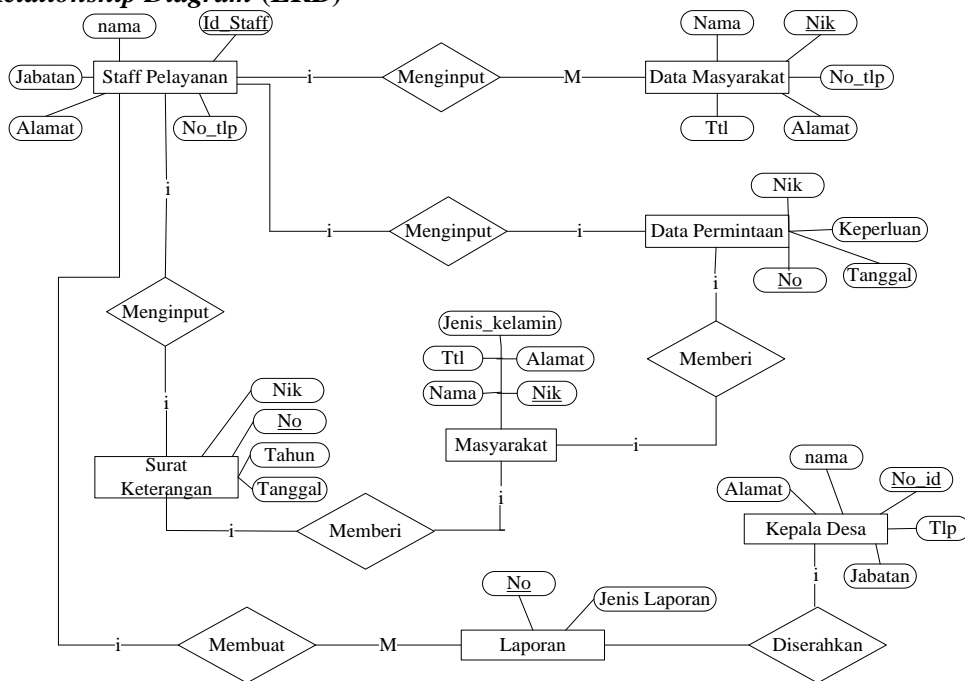 Relationship Diagram (ERD)
nama
Id_Staff
Jabatan
Staff Pelayanan
Alamat
No_tlp
i
Menginput
M
Nama
Nik
Data Masyarakat
No_tlp
Ttl
Alamat
i
i
Menginput
i
Nik
Data Permintaan
Keperluan
Tanggal
No
i
Menginput
i
Jenis_kelamin
Ttl
Alamat
Nama
Nik
Masyarakat
i
Memberi
i
Nik
No
Tahun
Tanggal
Surat
Keterangan
i
Memberi
i
nama
Alamat
No_id
Kepala Desa
Tlp
Jabatan
i
No
Jenis Laporan
i
Membuat
M
Laporan
Diserahkan